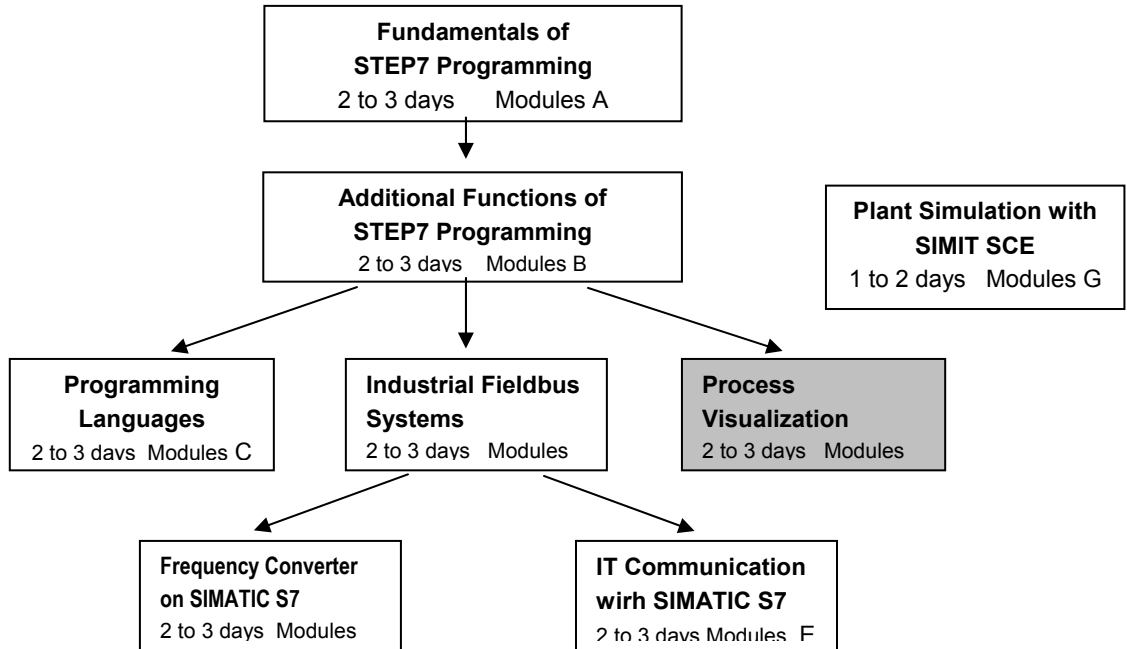 Fundamentals of
STEP7 Programming
2 to 3 days Modules A
Additional Functions of
STEP7 Programming
2 to 3 days Modules B
Plant Simulation with
SIMIT SCE
1 to 2 days Modules G
Programming
Languages
2 to 3 days Modules C
Industrial Fieldbus
Systems
2 to 3 days Modules
Process
Visualization
2 to 3 days Modules
Frequency Converter
on SIMATIC S7
2 to 3 days Modules
IT Communication
wirh SIMATIC S7
2 to 3 days Modules